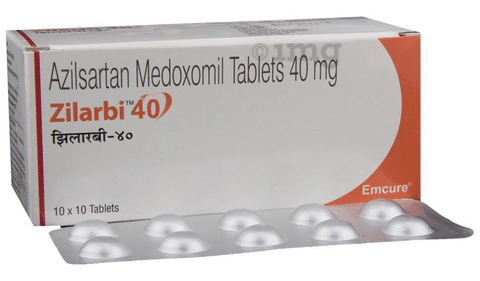 ©1mg
Azilsartan Medoxomil Tablets 40 mg
Zilarbi™ 40
झिलारबी-४०
10 x 10 Tablets
Emcure®